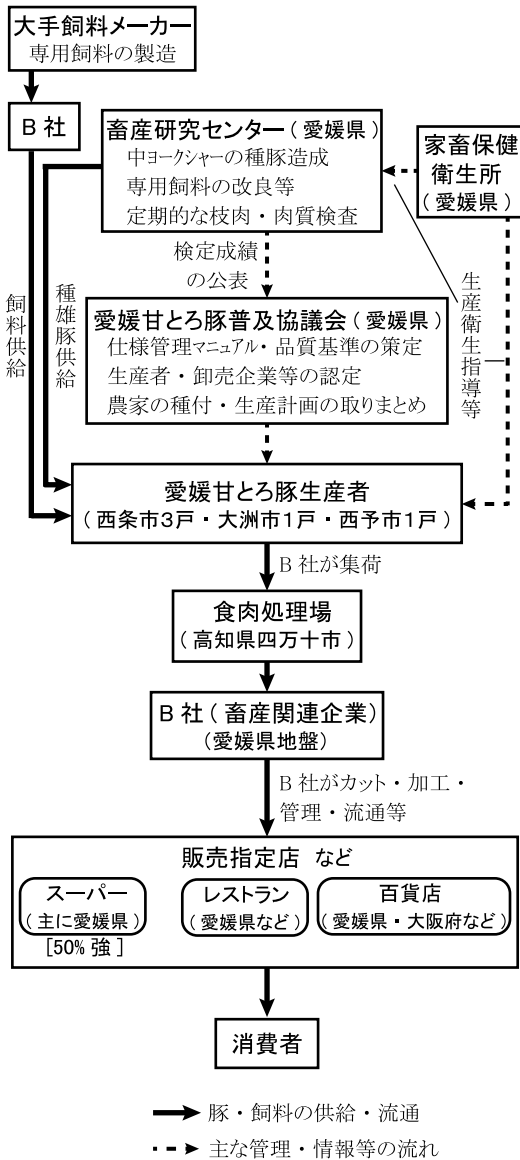 大手飼料メーカー
専用飼料の製造
B社
畜産研究センター(愛媛県)
中ヨークシャーの種豚造成
専用飼料の改良等
定期的な枝肉・肉質検査
家畜保健
衛生所
(愛媛県)
検定成績
の公表
飼料供給
種雄豚供給
生産衛生指導等
愛媛甘とろ豚普及協議会(愛媛県)
仕様管理マニュアル・品質基準の策定
生産者・卸売企業等の認定
農家の種付・生産計画の取りまとめ
愛媛甘とろ豚生産者
(西条市3戸・大洲市1戸・西予市1戸)
B社が集荷
食肉処理場
(高知県四万十市)
B社(畜産関連企業)
(愛媛県地盤)
B社がカット・加工・
管理・流通等
販売指定店 など
スーパー
(主に愛媛県)
[50%強]
レストラン
(愛媛県など)
百貨店
(愛媛県・大阪府など)
消費者
豚・飼料の供給・流通
主な管理・情報等の流れ